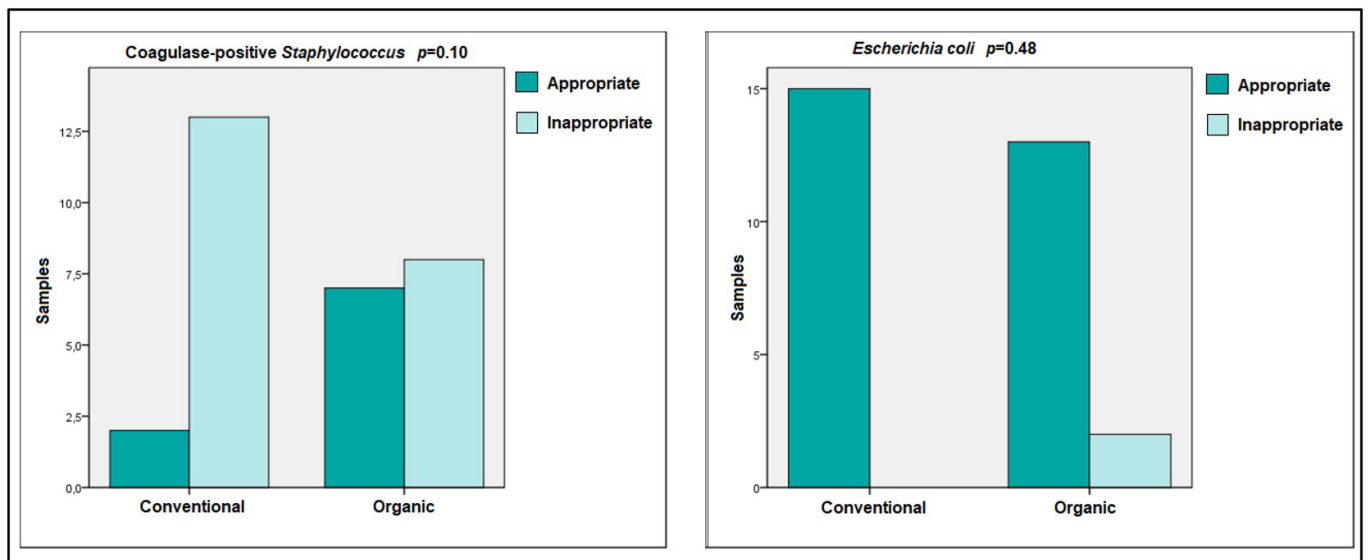 Coagulase-positive Staphylococcus p=0.10
Appropriate
Inappropriate
12,5
10,0
7,5
5,0
2,5
0,0
Samples
Conventional
Organic
Escherichia coli p=0.48
Appropriate
Inappropriate
15
10
5
0
Samples
Conventional
Organic